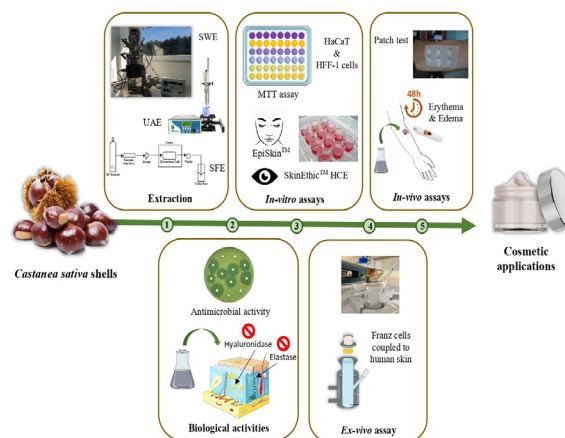 SWE
UAE
SFE
Extraction
HaCaT
&
HFF-1 cells
MTT assay
EpiSkin™
SkinEthic™ HCE
In-vitro assays
Patch test
48h
Erythema
& Edema
In-vivo assays
Castanea sativa shells
1
2
3
4
5
Cosmetic
applications
Antimicrobial activity
Hyaluronidase
Elastase
Biological activities
Franz cells
coupled to
human skin
Ex-vivo assay